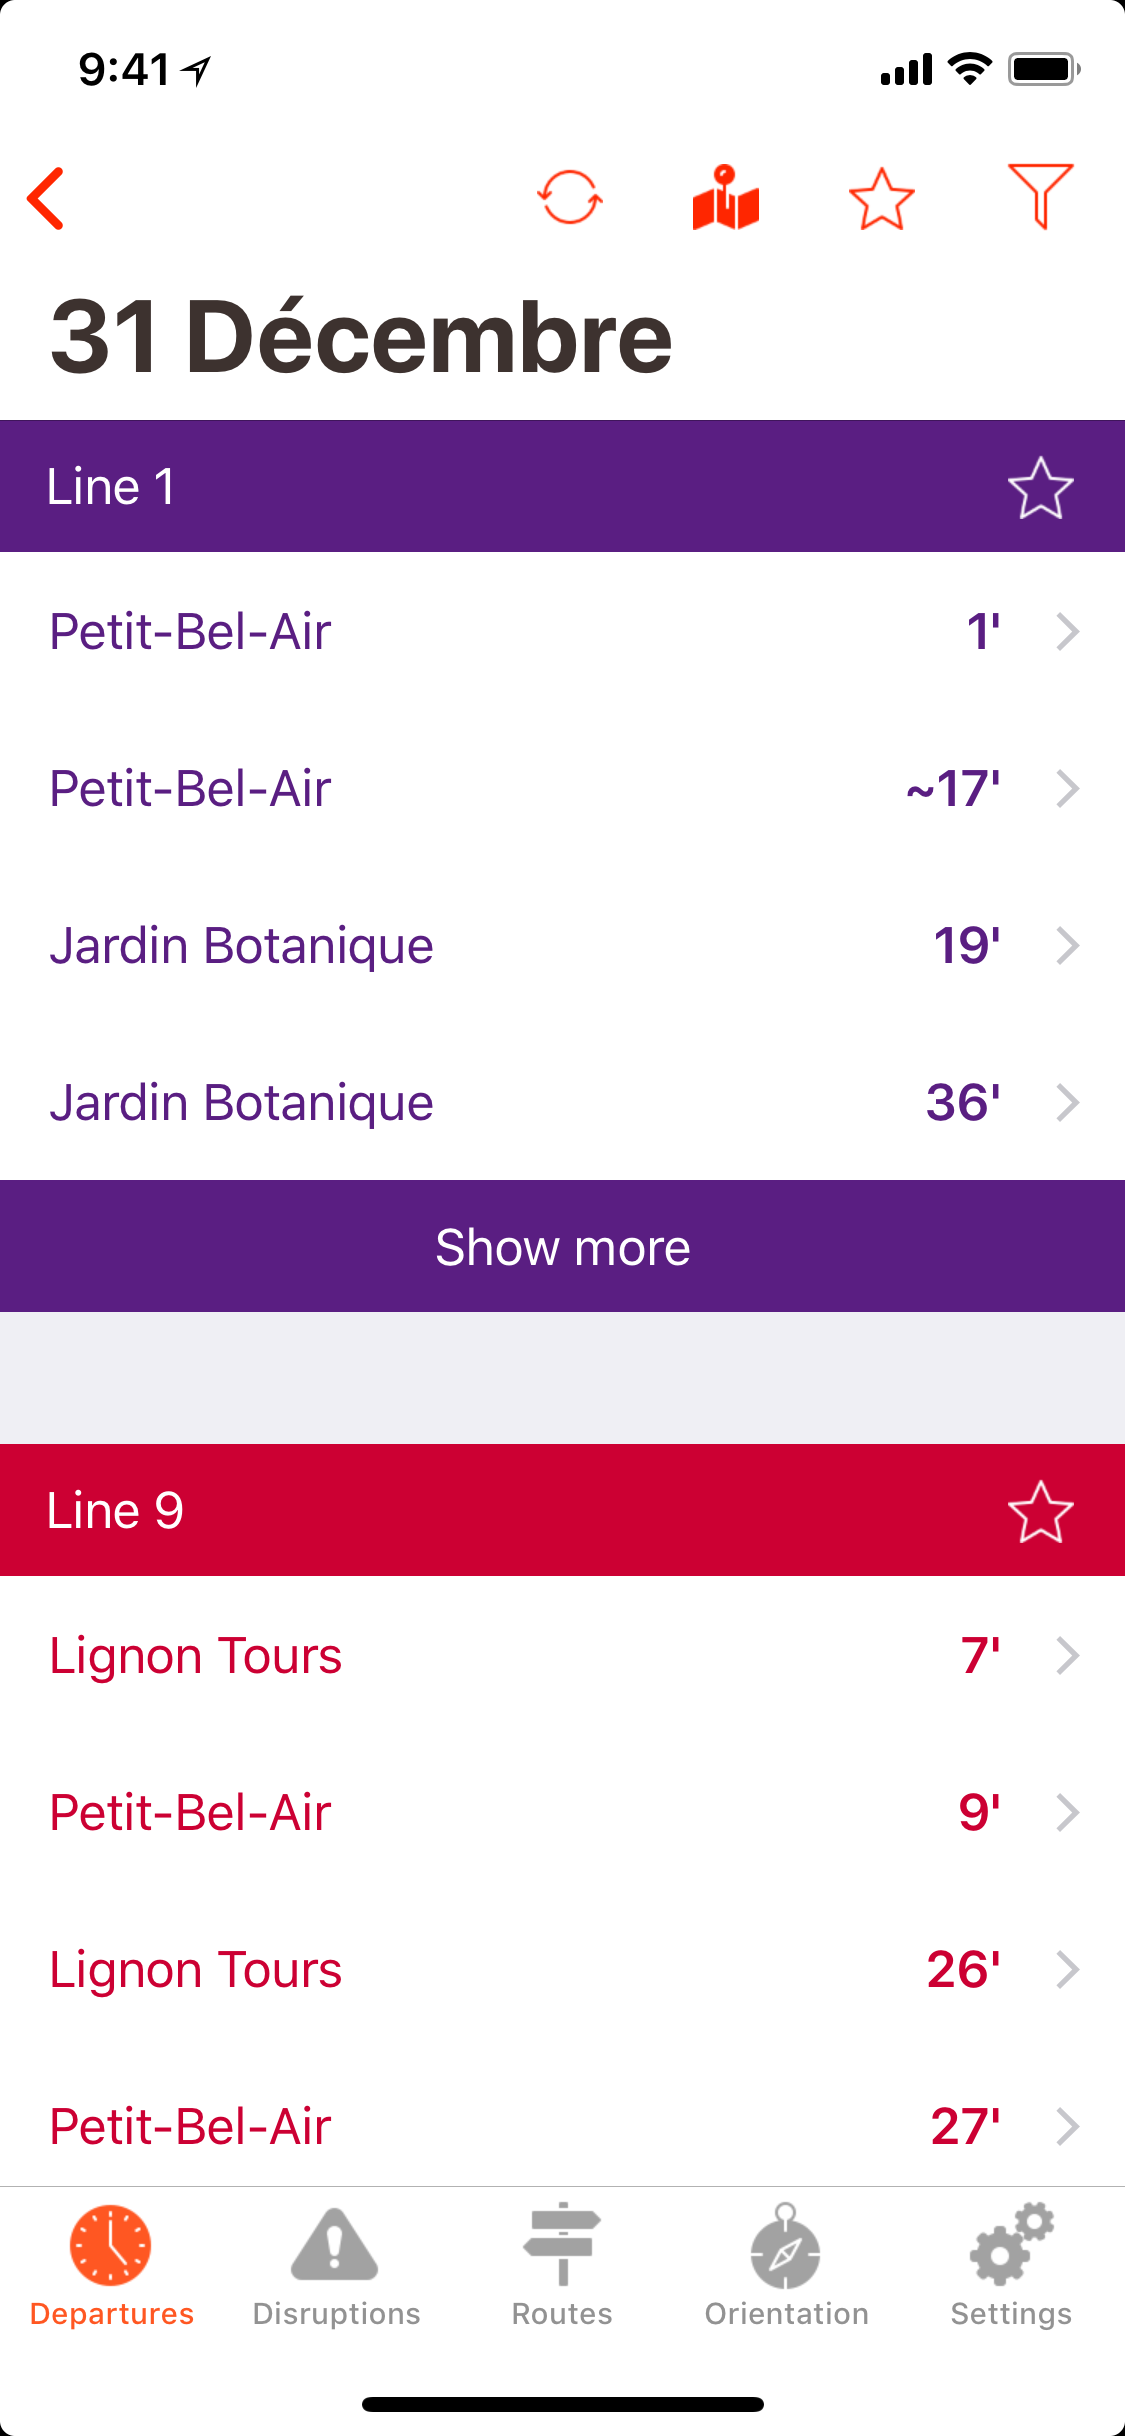 9:41
31 Décembre
Line 1
Petit-Bel-Air 1'
Petit-Bel-Air ~17'
Jardin Botanique 19'
Jardin Botanique 36'
Show more
Line 9
Lignon Tours 7'
Petit-Bel-Air 9'
Lignon Tours 26'
Petit-Bel-Air 27'
Departures Disruptions Routes Orientation Settings